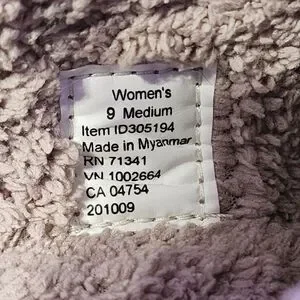 Women's
9 Medium
Item ID305194
Made in Myanmar
RN 71341
VN 1002664
CA 04754
201009